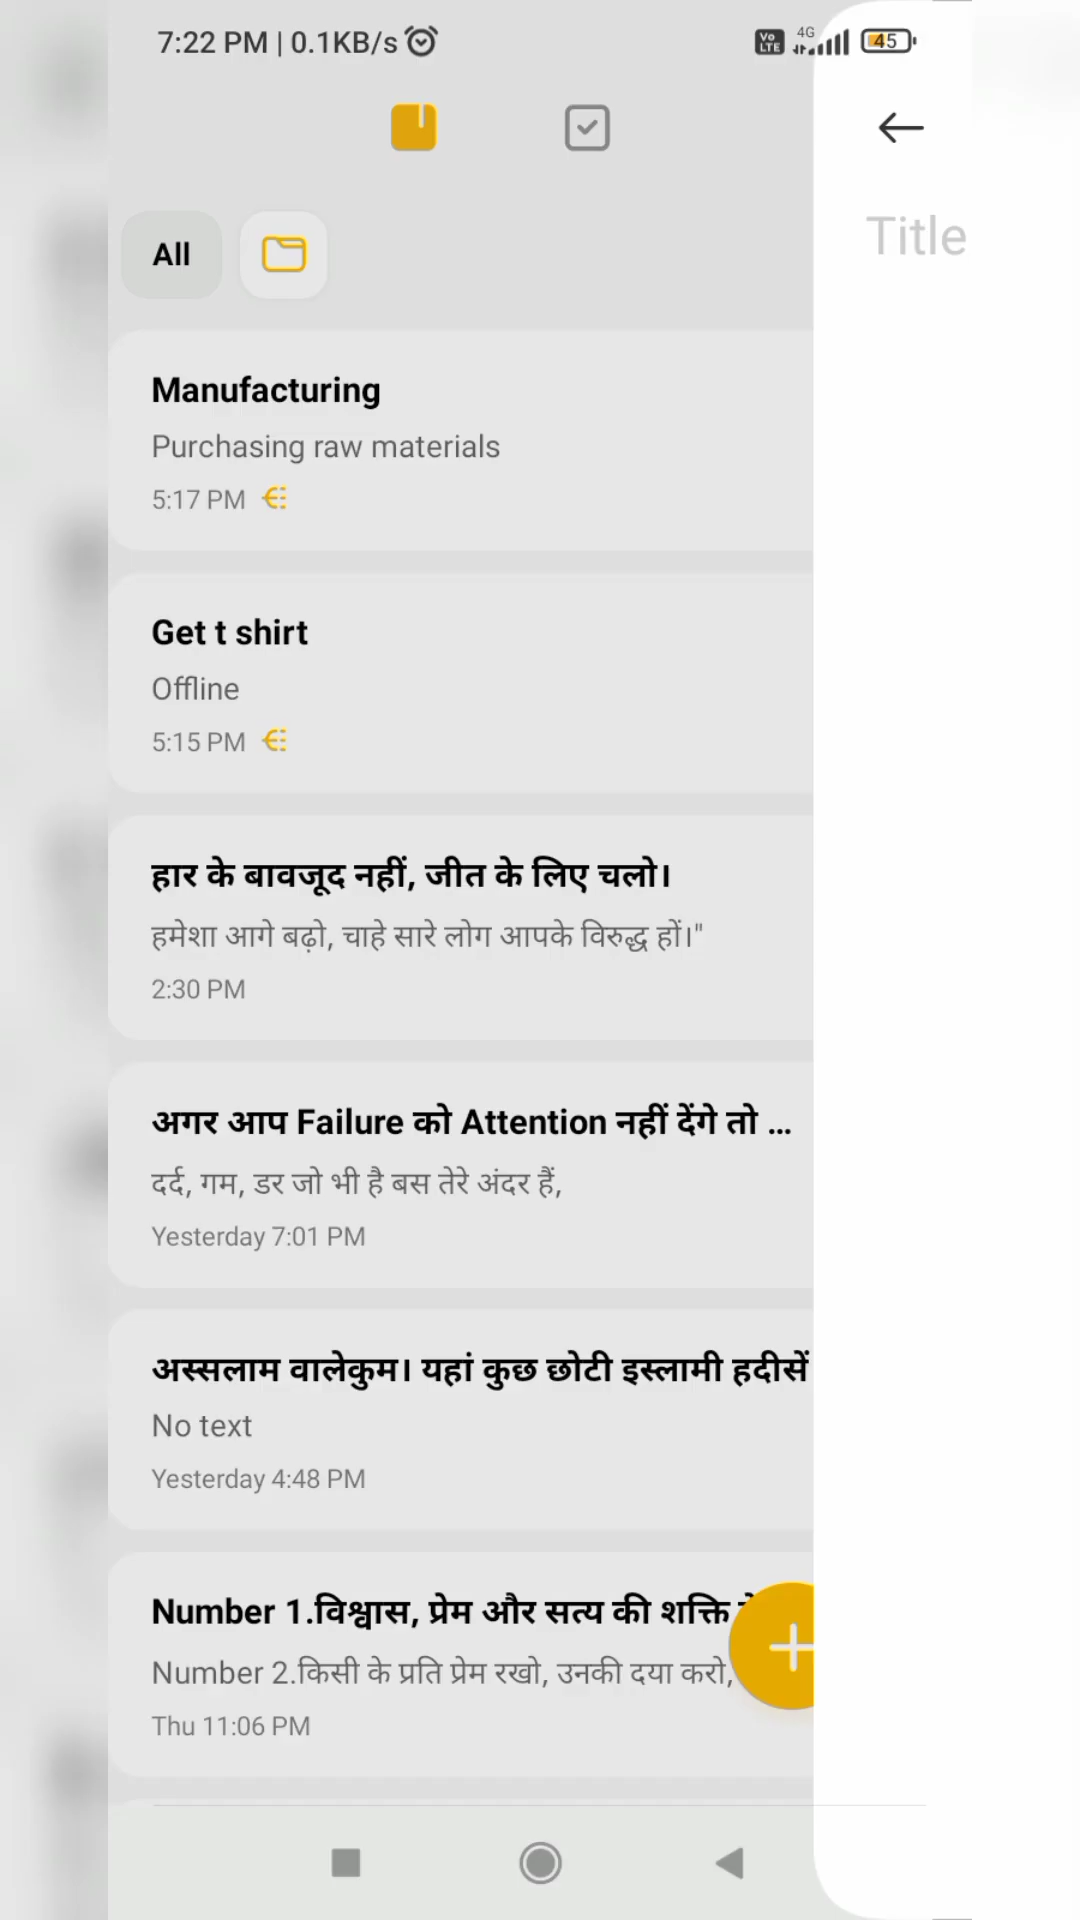 7:22 PM | 0.1KB/s
Vo LTE 4G 45
All
Title
Manufacturing
Purchasing raw materials
5:17 PM
Get t shirt
Offline
5:15 PM
हार के बावजूद नहीं, जीत के लिए चलो।
हमेशा आगे बढ़ो, चाहे सारे लोग आपके विरुद्ध हों।"
2:30 PM
अगर आप Failure को Attention नहीं देंगे तो ...
दर्द, गम, डर जो भी है बस तेरे अंदर हैं,
Yesterday 7:01 PM
अस्सलाम वालेकुम। यहां कुछ छोटी इस्लामी हदीसें
No text
Yesterday 4:48 PM
Number 1.विश्वास, प्रेम और सत्य की शक्ति
Number 2.किसी के प्रति प्रेम रखो, उनकी दया करो,
Thu 11:06 PM